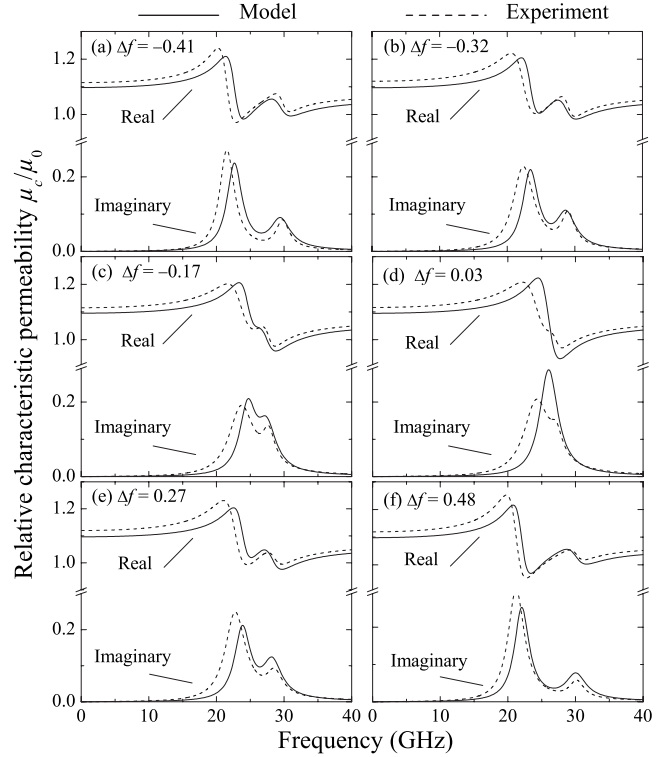 Model Experiment
(a) Δf = –0.41
(b) Δf = –0.32
1.2
1.0
0.2
0.0
Real
Real
Imaginary
Imaginary
(c) Δf = –0.17
(d) Δf = 0.03
1.2
1.0
0.2
0.0
Real
Real
Imaginary
Imaginary
(e) Δf = 0.27
(f) Δf = 0.48
1.2
1.0
0.2
0.0
Real
Real
Imaginary
Imaginary
0 10 20 30 40
0 10 20 30 40
Relative characteristic permeability μc/μ0
Frequency (GHz)